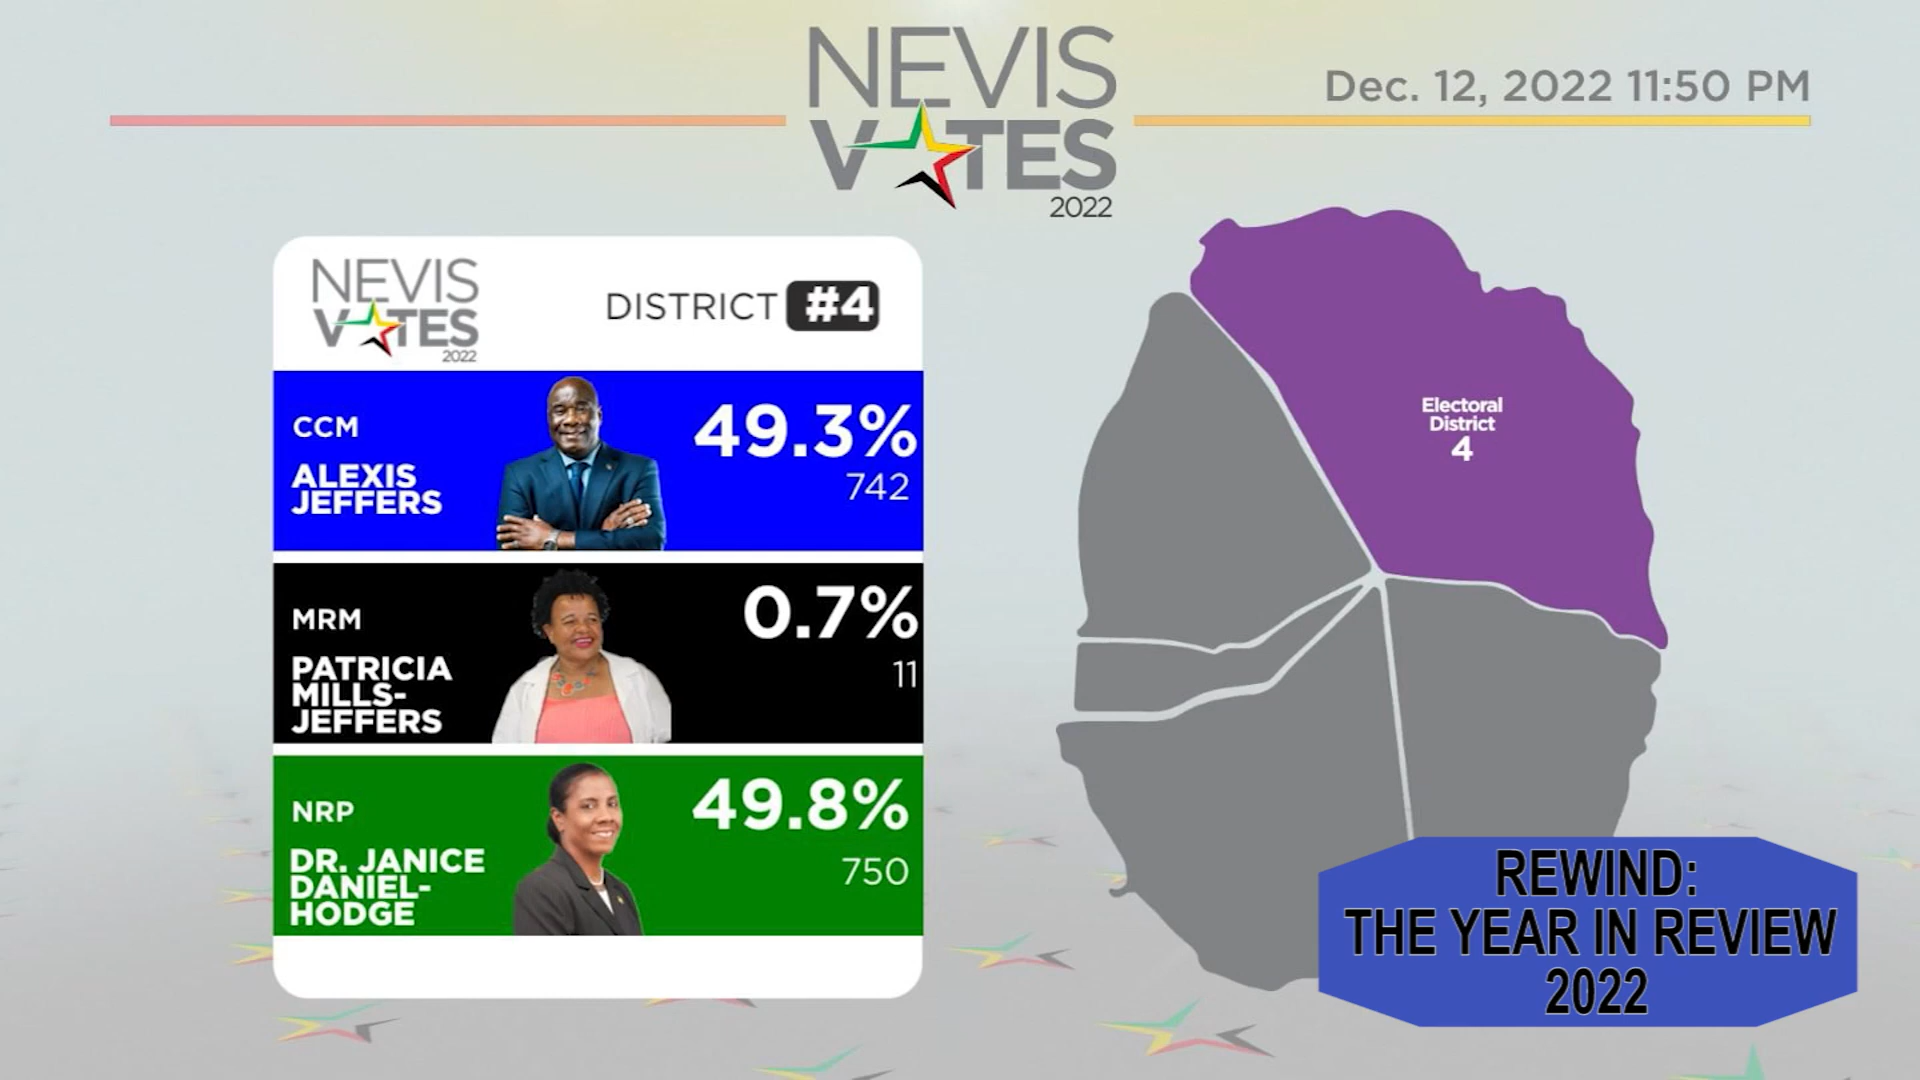 NEVIS
VOTES
2022
Dec. 12, 2022 11:50 PM
NEVIS
VOTES
2022
DISTRICT #4
CCM
ALEXIS
JEFFERS
49.3%
742
MRM
PATRICIA
MILLS-
JEFFERS
0.7%
11
NRP
DR. JANICE
DANIEL-
HODGE
49.8%
750
Electoral
District
4
REWIND:
THE YEAR IN REVIEW
2022